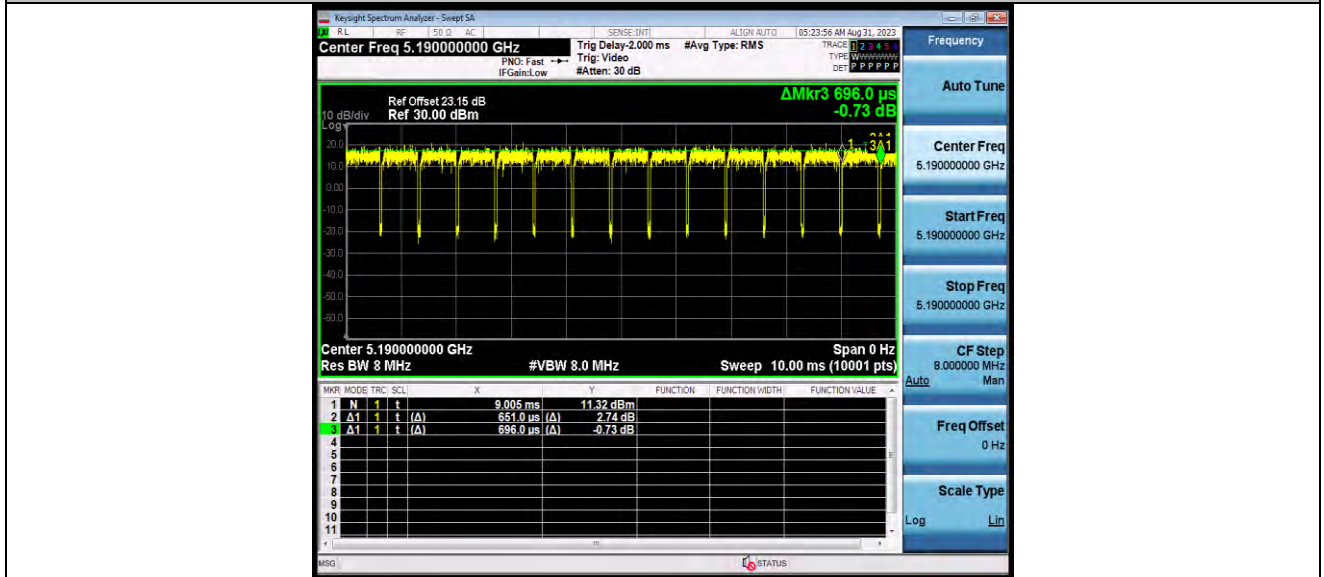 Keysight Spectrum Analyzer - Swept SA
RL RF 50 Ω AC SENSE:INT ALIGN AUTO 05:23:56 AM Aug 31, 2023
Center Freq 5.190000000 GHz Trig Delay-2.000 ms #Avg Type: RMS TRACE 1 2 3 4 5 6
PNO: Fast Trig: Video TYPE WWWWWW
IFGain:Low #Atten: 30 dB DET P P P P P P
Frequency
ΔMkr3 696.0 µs
-0.73 dB
Ref Offset 23.15 dB
10 dB/div Ref 30.00 dBm
Log
20.0
10.0
0.00
-10.0
-20.0
-30.0
-40.0
-50.0
-60.0
1
3Δ1
Center 5.190000000 GHz Span 0 Hz
Res BW 8 MHz #VBW 8.0 MHz Sweep 10.00 ms (10001 pts)
MKR MODE TRC SCL X Y FUNCTION FUNCTION WIDTH FUNCTION VALUE
1 N 1 t 9.005 ms 11.32 dBm
2 Δ1 1 t (Δ) 651.0 µs (Δ) 2.74 dB
3 Δ1 1 t (Δ) 696.0 µs (Δ) -0.73 dB
4
5
6
7
8
9
10
11
MSG STATUS
Auto Tune
Center Freq
5.190000000 GHz
Start Freq
5.190000000 GHz
Stop Freq
5.190000000 GHz
CF Step
8.000000 MHz
Auto Man
Freq Offset
0 Hz
Scale Type
Log Lin